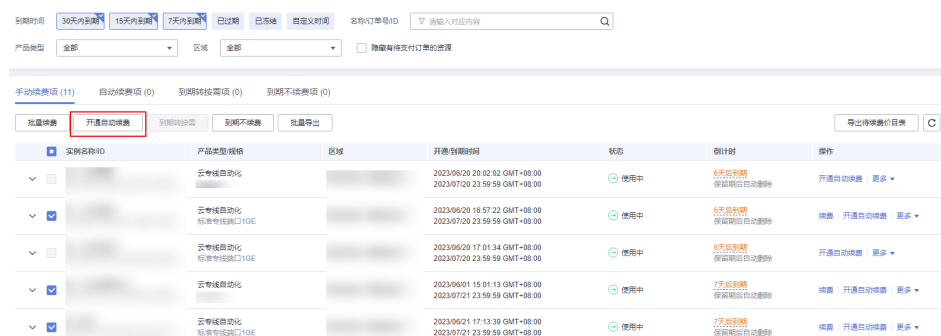 到期时间 30天内到期 15天内到期 7天内到期 已过期 已冻结 自定义时间 名称/订单号/ID 请输入对应内容
产品类型 全部 区域 全部 隐藏有待支付订单的资源
手动续费项 (11) 自动续费项 (0) 到期转按需项 (0) 到期不续费项 (0)
批量续费 开通自动续费 到期转按需 到期不续费 批量导出 导出待续费价目表
实例名称/ID 产品类型/规格 区域 开通/到期时间 状态 倒计时 操作
云专线自动化 2023/06/20 20:02:02 GMT+08:00 使用中 6天后到期 开通自动续费 更多
2023/07/20 23:59:59 GMT+08:00 保留期后自动删除
云专线自动化 2023/06/20 16:57:22 GMT+08:00 使用中 6天后到期 续费 开通自动续费 更多
标准专线端口1GE 2023/07/20 23:59:59 GMT+08:00 保留期后自动删除
云专线自动化 2023/06/20 17:01:34 GMT+08:00 使用中 6天后到期 开通自动续费 更多
标准专线端口1GE 2023/07/20 23:59:59 GMT+08:00 保留期后自动删除
云专线自动化 2023/06/01 15:01:13 GMT+08:00 使用中 7天后到期 续费 开通自动续费 更多
2023/07/21 23:59:59 GMT+08:00 保留期后自动删除
云专线自动化 2023/06/21 17:13:39 GMT+08:00 使用中 7天后到期 续费 开通自动续费 更多
标准专线端口1GE 2023/07/21 23:59:59 GMT+08:00 保留期后自动删除